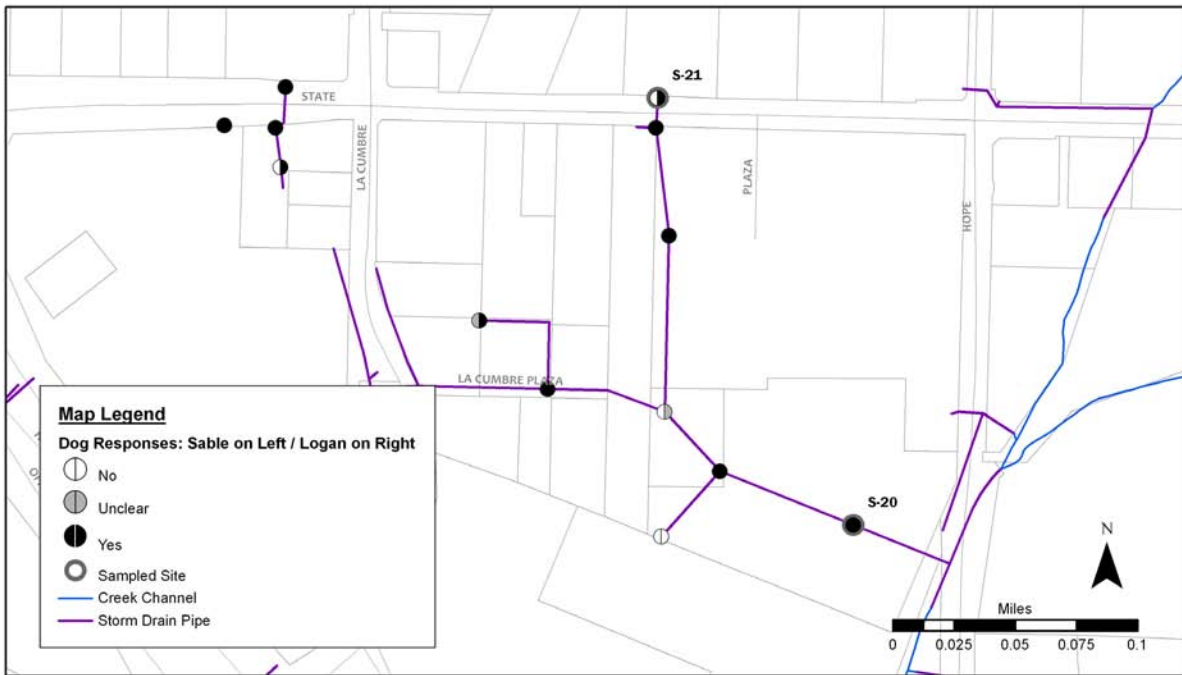 S-21
STATE
LA CUMBRE
PLAZA
HOPE
LA CUMBRE PLAZA
S-20
Map Legend
Dog Responses: Sable on Left / Logan on Right
No
Unclear
Yes
Sampled Site
Creek Channel
Storm Drain Pipe
N
Miles
0 0.025 0.05 0.075 0.1